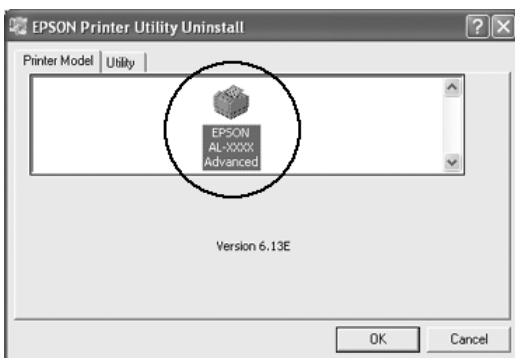 EPSON Printer Utility Uninstall
Printer Model
Utility
EPSON
AL-XXXX
Advanced
Version 6.13E
OK
Cancel